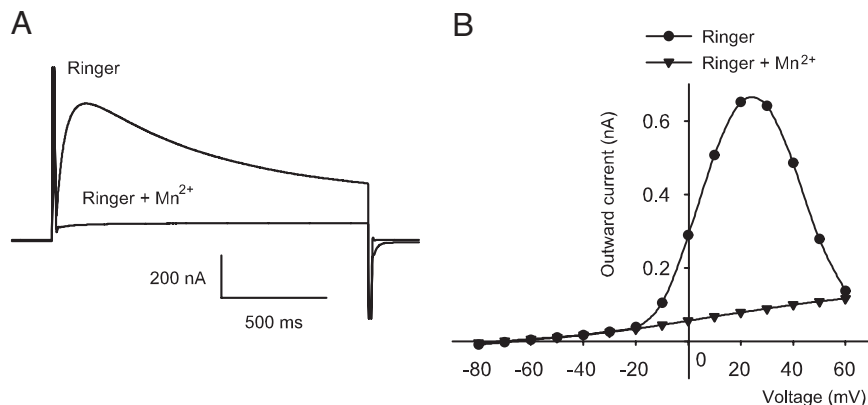 A
Ringer
Ringer + Mn²⁺
200 nA
500 ms
B
Ringer
Ringer + Mn²⁺
Outward current (nA)
0.6
0.4
0.2
-80 -60 -40 -20 0 20 40 60
Voltage (mV)